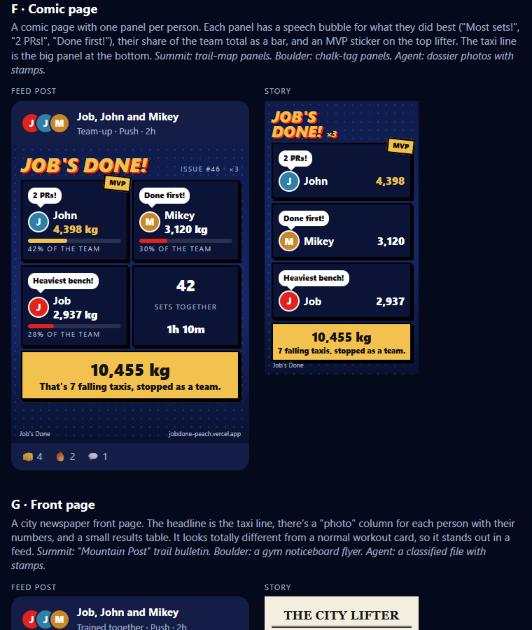 F · Comic page
A comic page with one panel per person. Each panel has a speech bubble for what they did best ("Most sets!",
"2 PRs!", "Done first!"), their share of the team total as a bar, and an MVP sticker on the top lifter. The taxi line
is the big panel at the bottom. Summit: trail-map panels. Boulder: chalk-tag panels. Agent: dossier photos with
stamps.
FEED POST
J J M
Job, John and Mikey
Team-up · Push · 2h
JOB'S DONE!
ISSUE #46 · ×3
MVP
2 PRs!
J
John
4,398 kg
42% OF THE TEAM
Done first!
M
Mikey
3,120 kg
30% OF THE TEAM
Heaviest bench!
J
Job
2,937 kg
28% OF THE TEAM
42
SETS TOGETHER
1h 10m
10,455 kg
That's 7 falling taxis, stopped as a team.
Job's Done
jobdone-peach.vercel.app
4
2
1
STORY
JOB'S
DONE! ×3
MVP
2 PRs!
J
John
4,398
Done first!
M
Mikey
3,120
Heaviest bench!
J
Job
2,937
10,455 kg
7 falling taxis, stopped as a team.
Job's Done
G · Front page
A city newspaper front page. The headline is the taxi line, there's a "photo" column for each person with their
numbers, and a small results table. It looks totally different from a normal workout card, so it stands out in a
feed. Summit: "Mountain Post" trail bulletin. Boulder: a gym noticeboard flyer. Agent: a classified file with
stamps.
FEED POST
J J M
Job, John and Mikey
Trained together · Push · 2h
STORY
THE CITY LIFTER